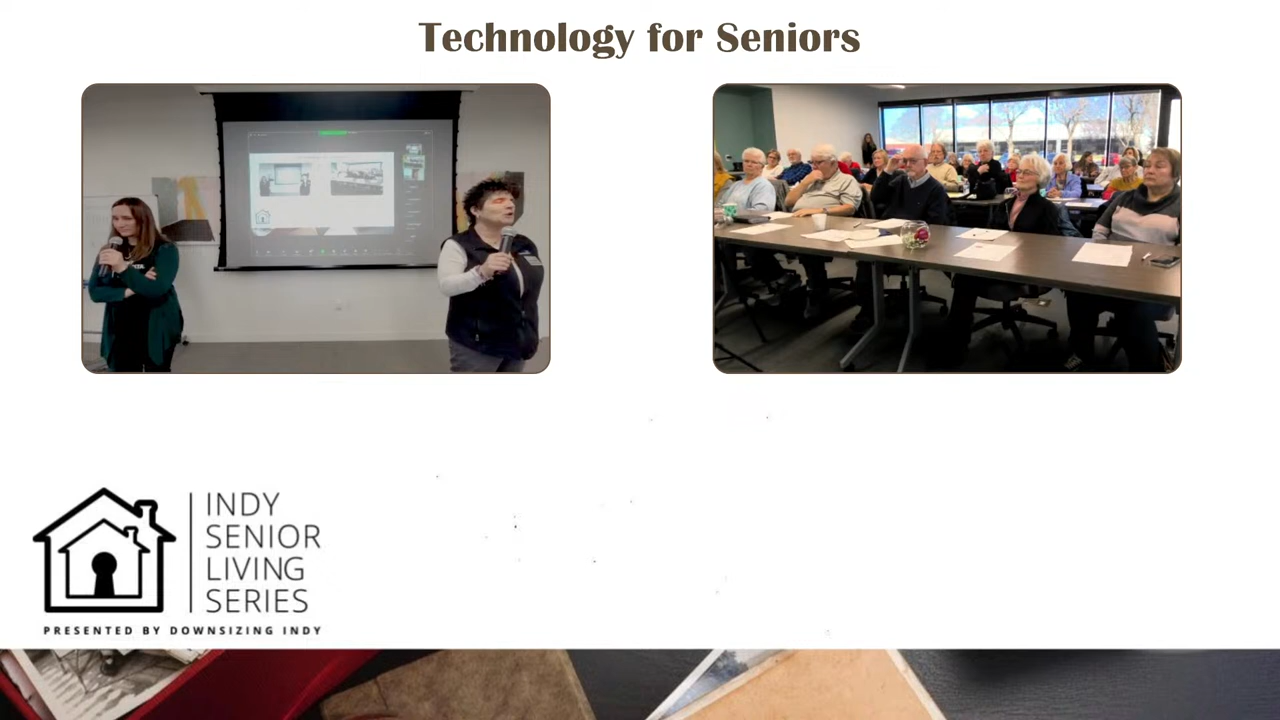 Technology for Seniors
INDY
SENIOR
LIVING
SERIES
PRESENTED BY DOWNSIZING INDY